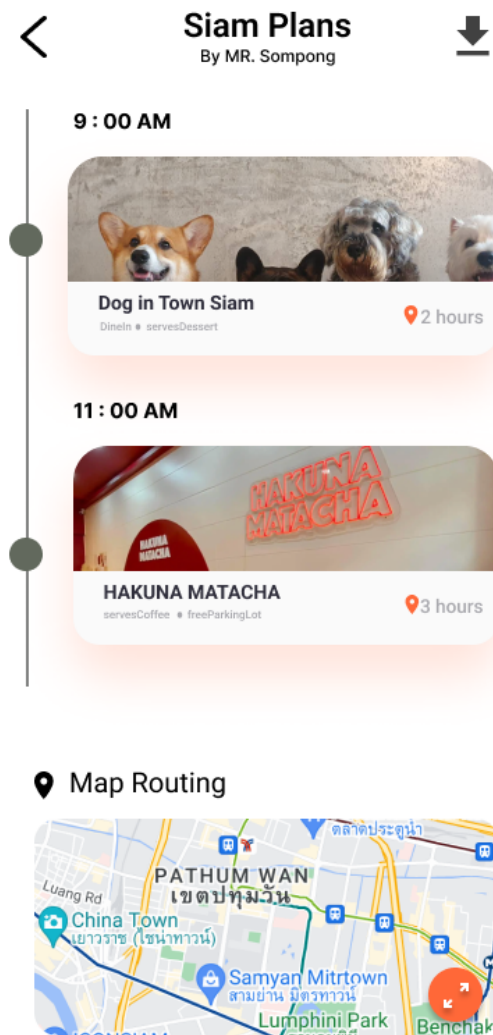 Siam Plans
By MR. Sompong
9 : 00 AM
Dog in Town Siam
DineIn • servesDessert
2 hours
11 : 00 AM
HAKUNA
MATACHA
HAKUNA
MATACHA
HAKUNA MATACHA
servesCoffee • freeParkingLot
3 hours
Map Routing
ตลาดประตูน้ำ
PATHUM WAN
เขตปทุมวัน
Luang Rd
China Town
เยาวราช (ไชน่าทาวน์)
Samyan Mitrtown
สามย่าน มิตรทาวน์
Lumphini Park